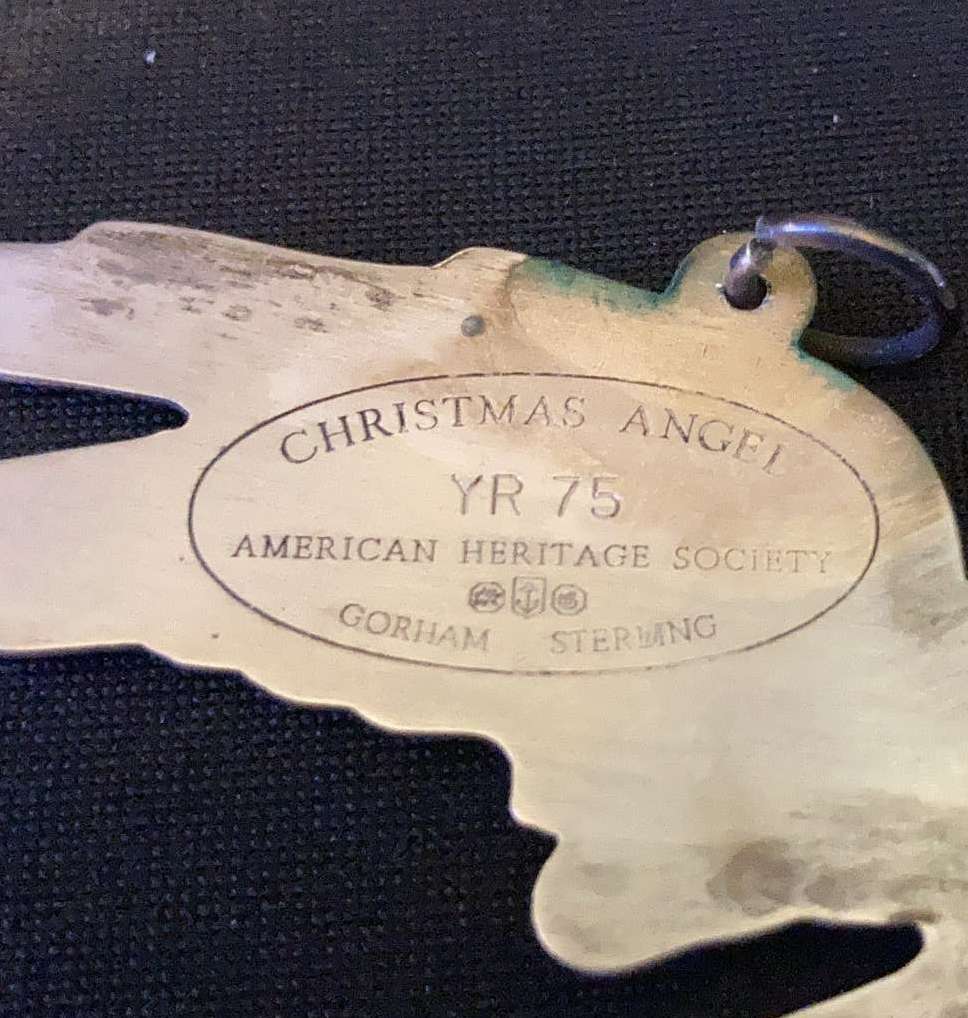 CHRISTMAS ANGEL
YR 75
AMERICAN HERITAGE SOCIETY
GORHAM STERLING